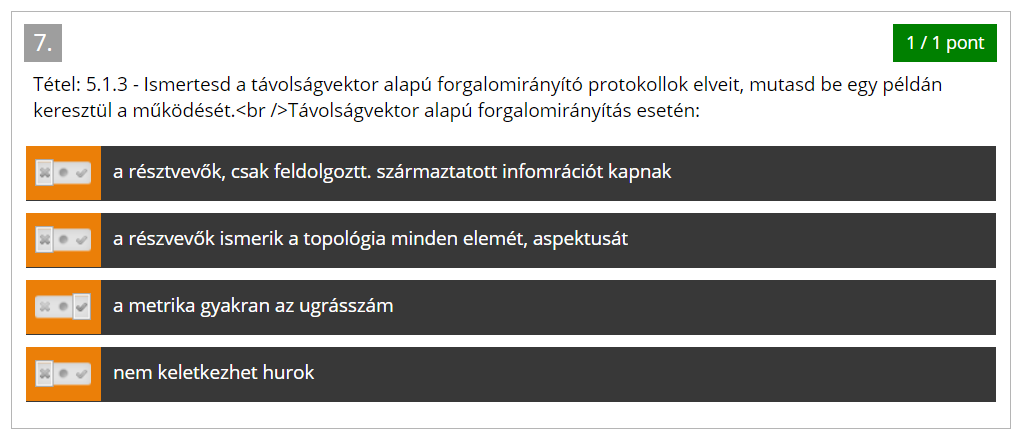 7.
1 / 1 pont
Tétel: 5.1.3 - Ismertesd a távolságvektor alapú forgalomirányító protokollok elveit, mutasd be egy példán
keresztül a működését.<br />Távolságvektor alapú forgalomirányítás esetén:
a résztvevők, csak feldolgoztt. származtatott infomrációt kapnak
a részvevők ismerik a topológia minden elemét, aspektusát
a metrika gyakran az ugrásszám
nem keletkezhet hurok